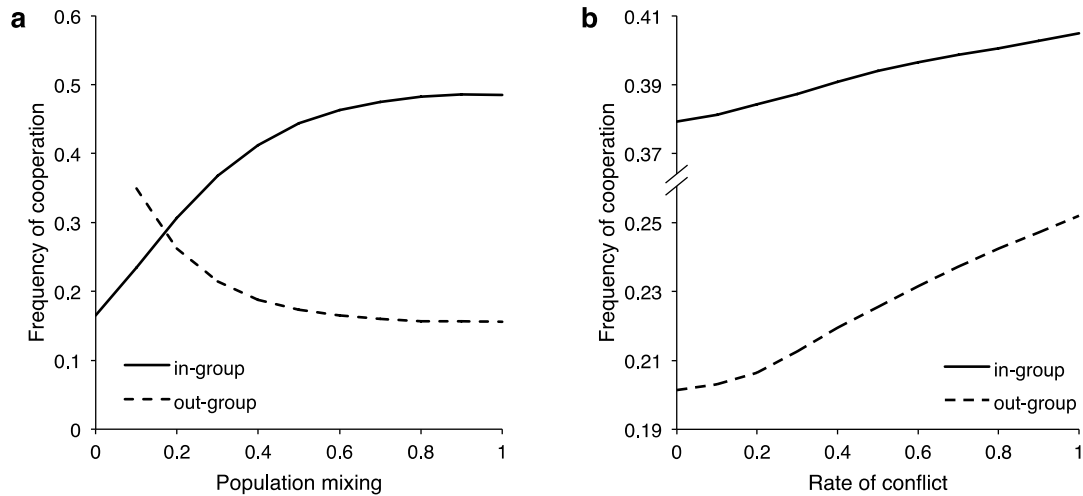 a
Frequency of cooperation
0.6
0.5
0.4
0.3
0.2
0.1
0
in-group
out-group
0 0.2 0.4 0.6 0.8 1
Population mixing
b
Frequency of cooperation
0.41
0.39
0.37
0.25
0.23
0.21
0.19
in-group
out-group
0 0.2 0.4 0.6 0.8 1
Rate of conflict